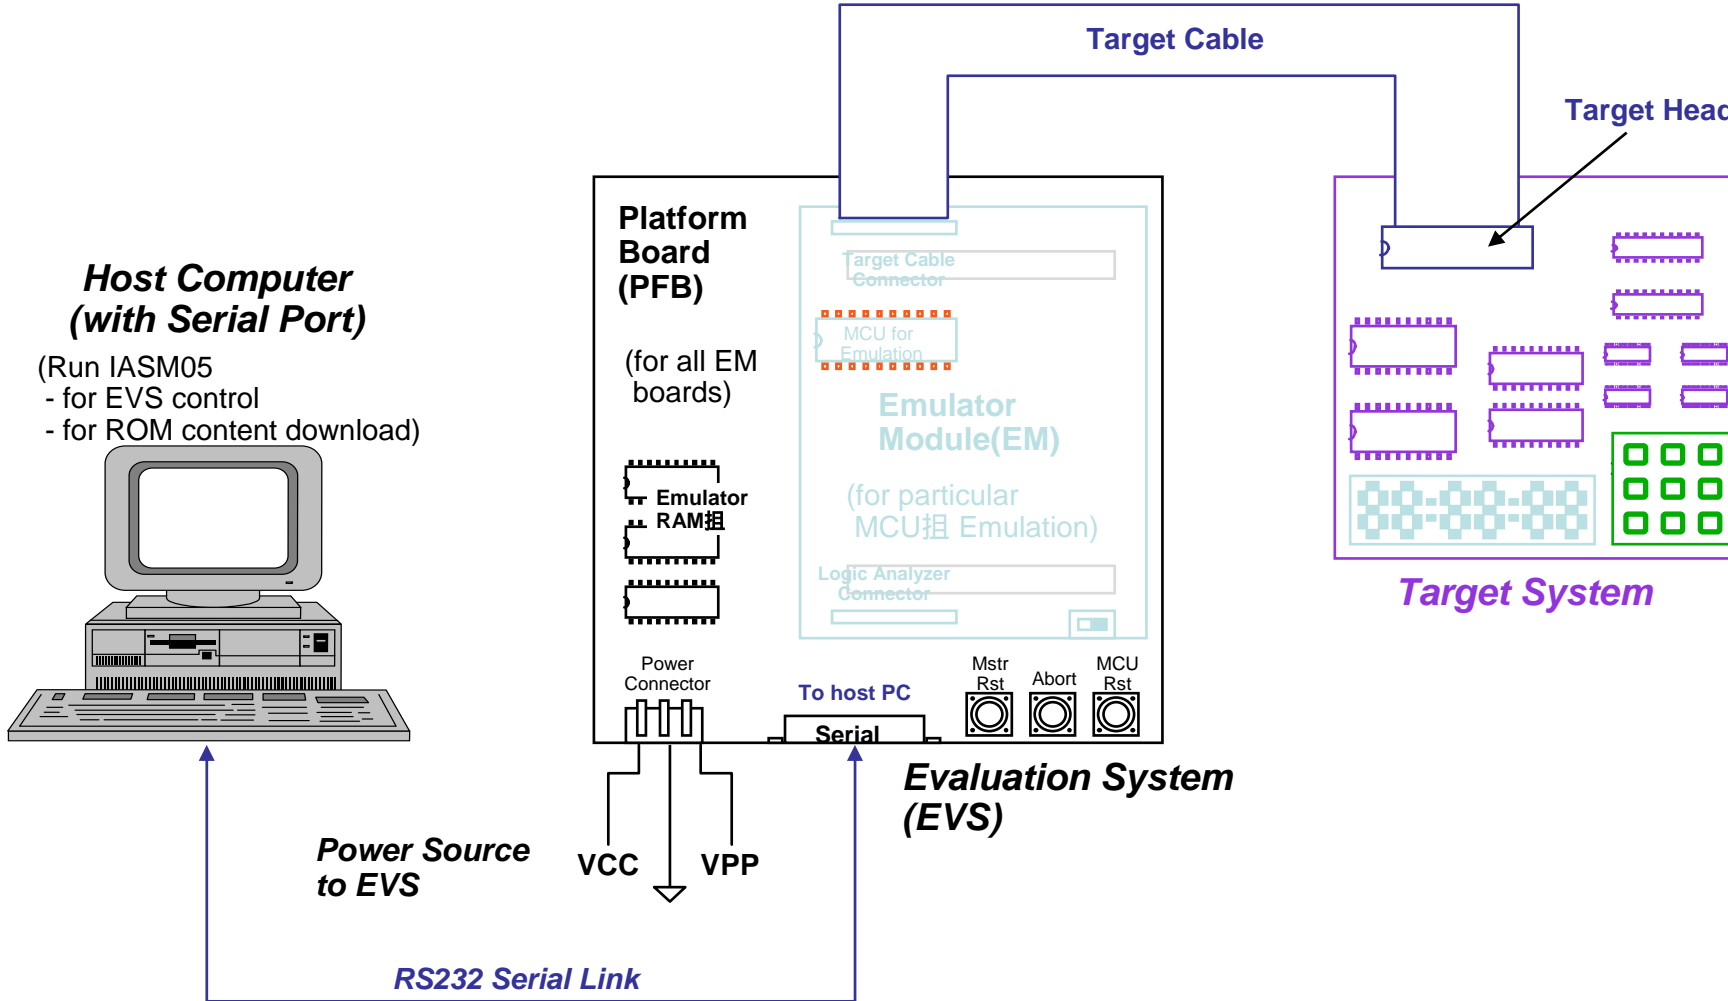 Target Cable
Target Head
Platform
Board
(PFB)
(for all EM
boards)
Target Cable
Connector
MCU for
Emulation
Emulator
Module(EM)
(for particular
MCU担 Emulation)
Logic Analyzer
Connector
Emulator
RAM担
Power
Connector
To host PC
Serial
Mstr
Rst
Abort
MCU
Rst
Host Computer
(with Serial Port)
(Run IASM05
- for EVS control
- for ROM content download)
Target System
Evaluation System
(EVS)
Power Source
to EVS
VCC
VPP
RS232 Serial Link